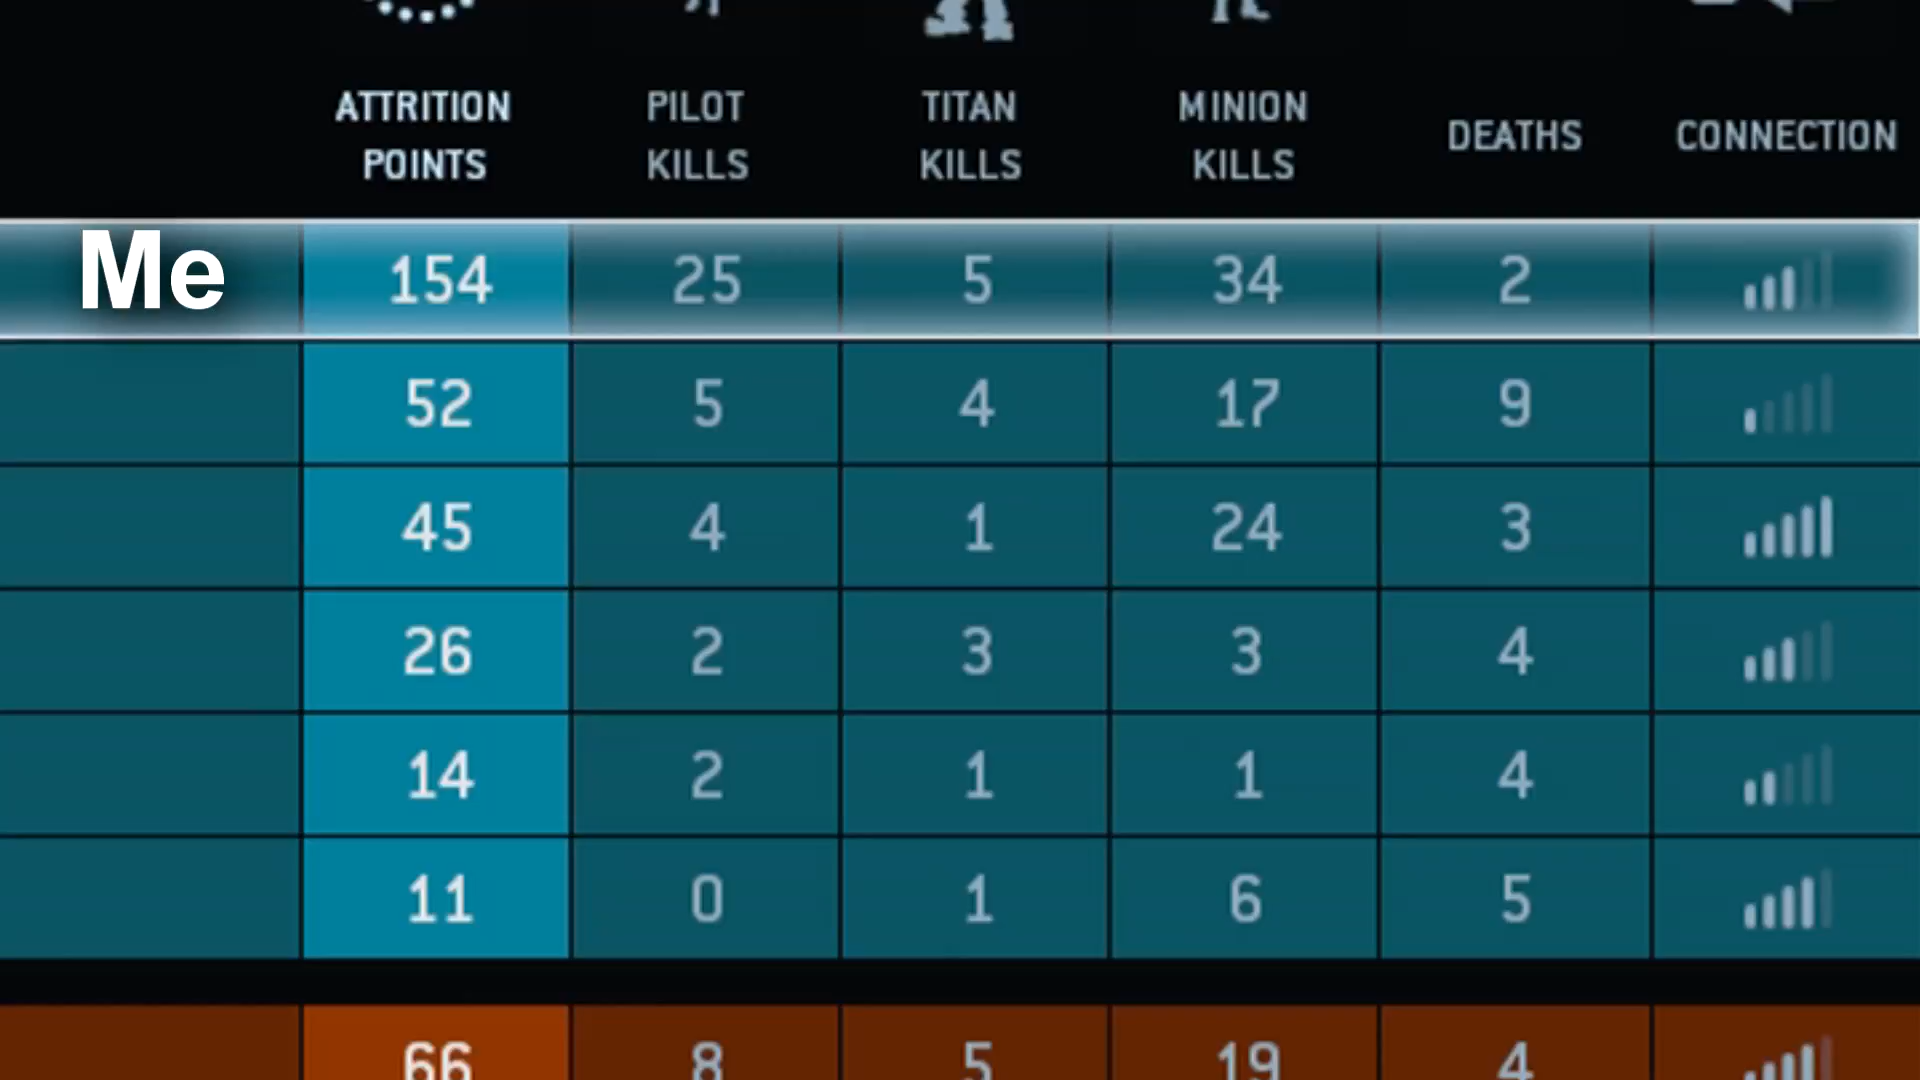 ATTRITION POINTS PILOT KILLS TITAN KILLS MINION KILLS DEATHS CONNECTION
Me 154 25 5 34 2
52 5 4 17 9
45 4 1 24 3
26 2 3 3 4
14 2 1 1 4
11 0 1 6 5
66 8 5 19 4